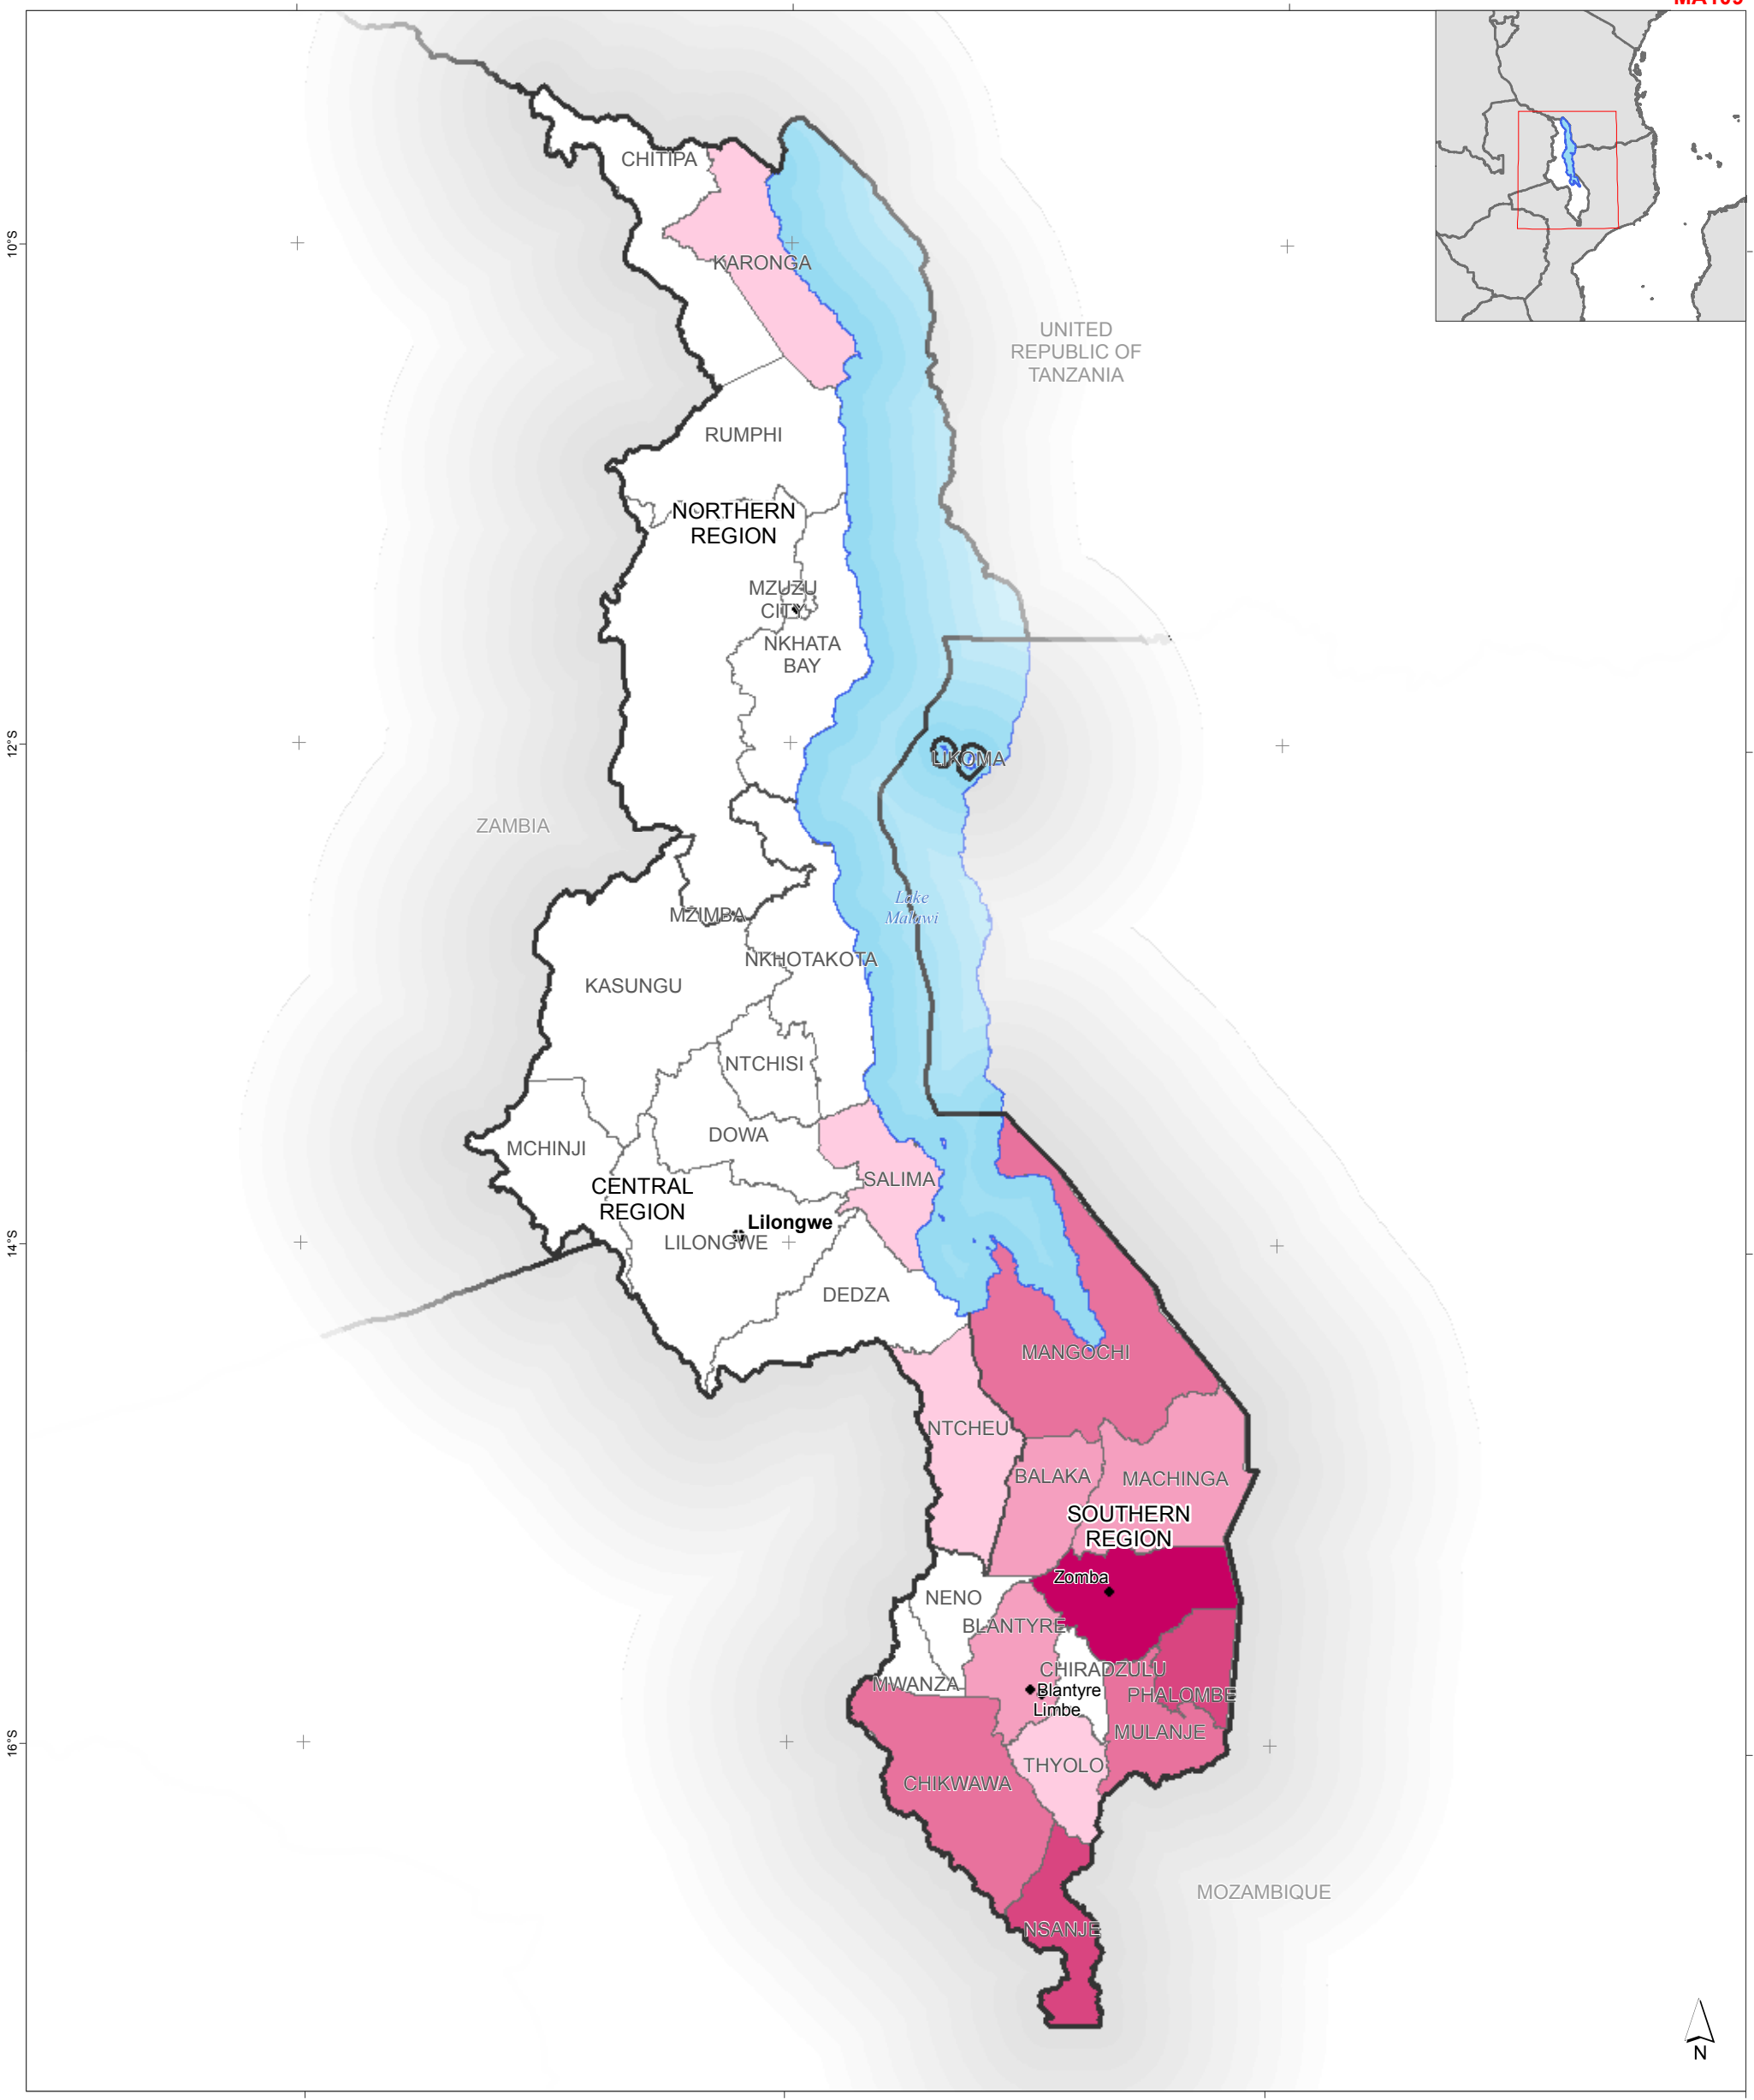 CHITIPA
10°S
KARONGA
UNITED
REPUBLIC OF
TANZANIA
RUMPHI
NORTHERN
REGION
MZUZU
CITY
NKHATA
BAY
12°S
LIKOMA
ZAMBIA
Lake
Malawi
MZIMBA
NKHOTAKOTA
KASUNGU
NTCHISI
DOWA
MCHINJI
SALIMA
CENTRAL
REGION
Lilongwe
LILONGWE
14°S
DEDZA
MANGOCHI
NTCHEU
BALAKA
MACHINGA
SOUTHERN
REGION
Zomba
NENO
BLANTYRE
CHIRADZULU
MWANZA
Blantyre
PHALOMBE
Limbe
MULANJE
16°S
THYOLO
CHIKWAWA
MOZAMBIQUE
NSANJE
N